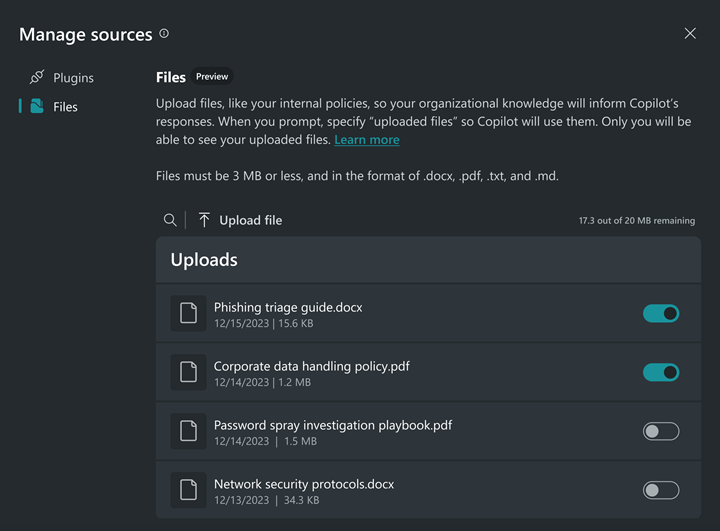 Manage sources
Plugins
Files
Files Preview
Upload files, like your internal policies, so your organizational knowledge will inform Copilot's
responses. When you prompt, specify “uploaded files” so Copilot will use them. Only you will be
able to see your uploaded files. Learn more
Files must be 3 MB or less, and in the format of .docx, .pdf, .txt, and .md.
Upload file
17.3 out of 20 MB remaining
Uploads
Phishing triage guide.docx
12/15/2023 | 15.6 KB
Corporate data handling policy.pdf
12/14/2023 | 1.2 MB
Password spray investigation playbook.pdf
12/14/2023 | 1.5 MB
Network security protocols.docx
12/13/2023 | 34.3 KB